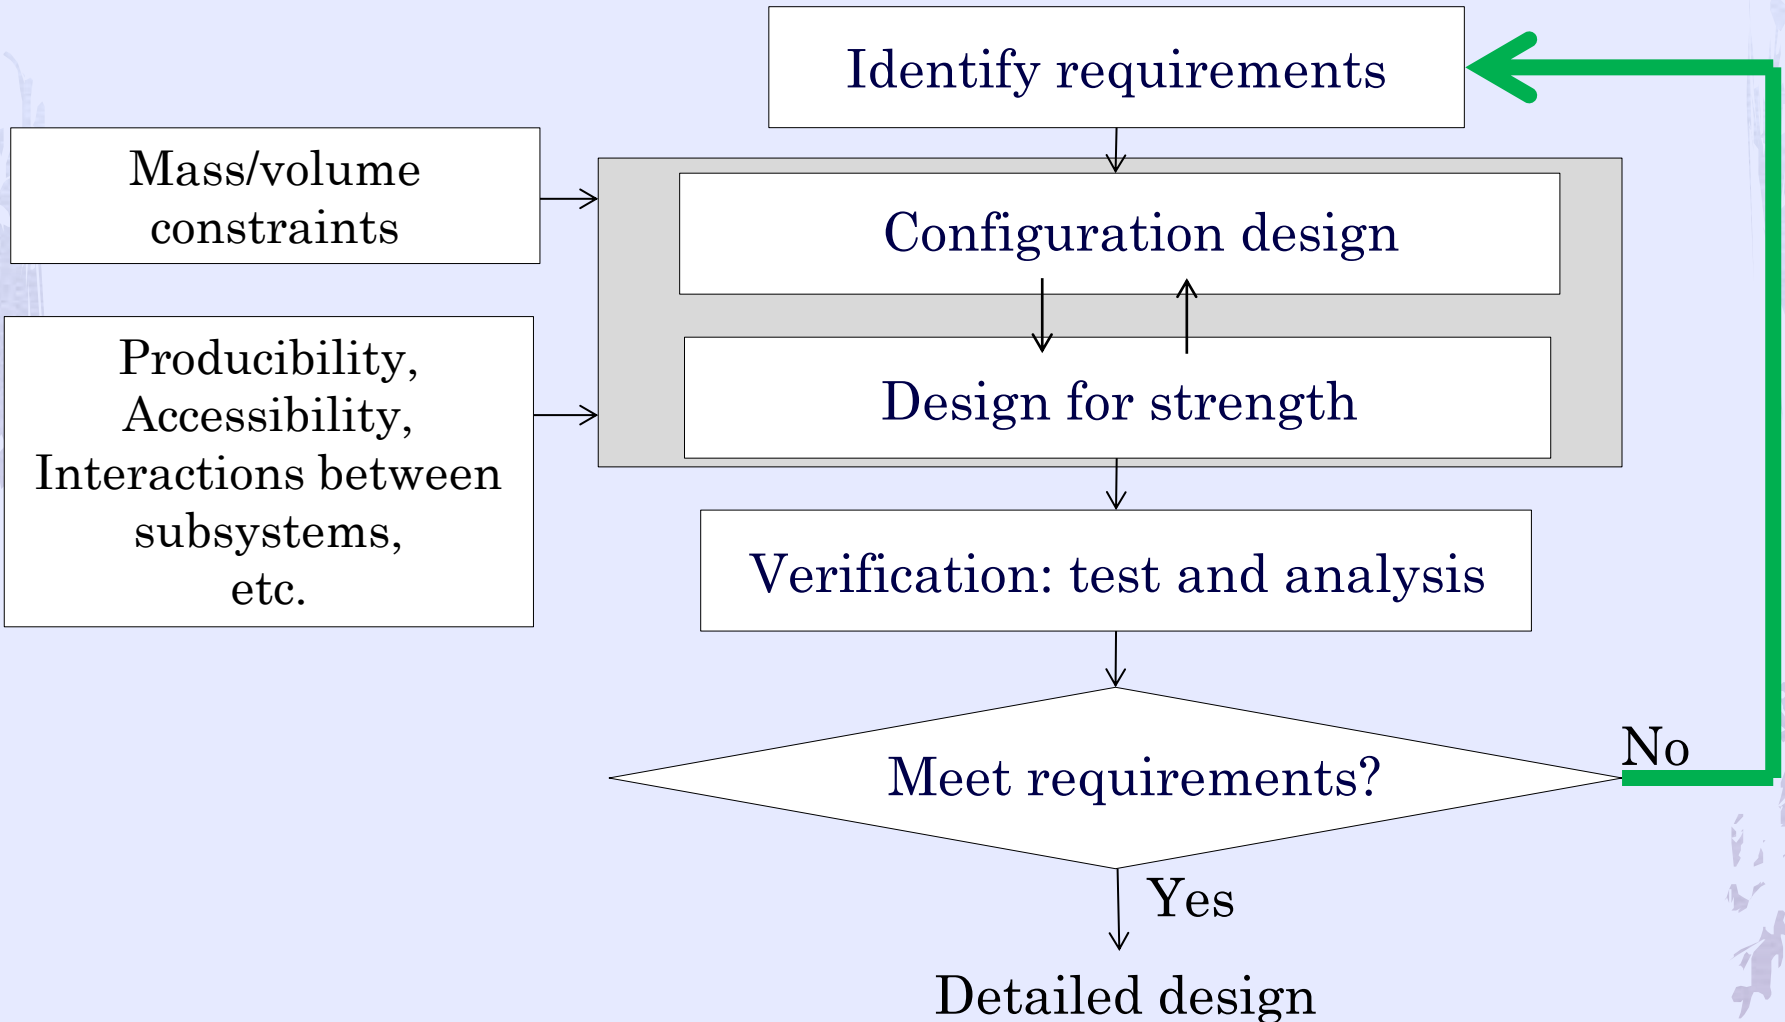 Identify requirements
Mass/volume
constraints
Configuration design
Producibility,
Accessibility,
Interactions between
subsystems,
etc.
Design for strength
Verification: test and analysis
Meet requirements?
No
Yes
Detailed design